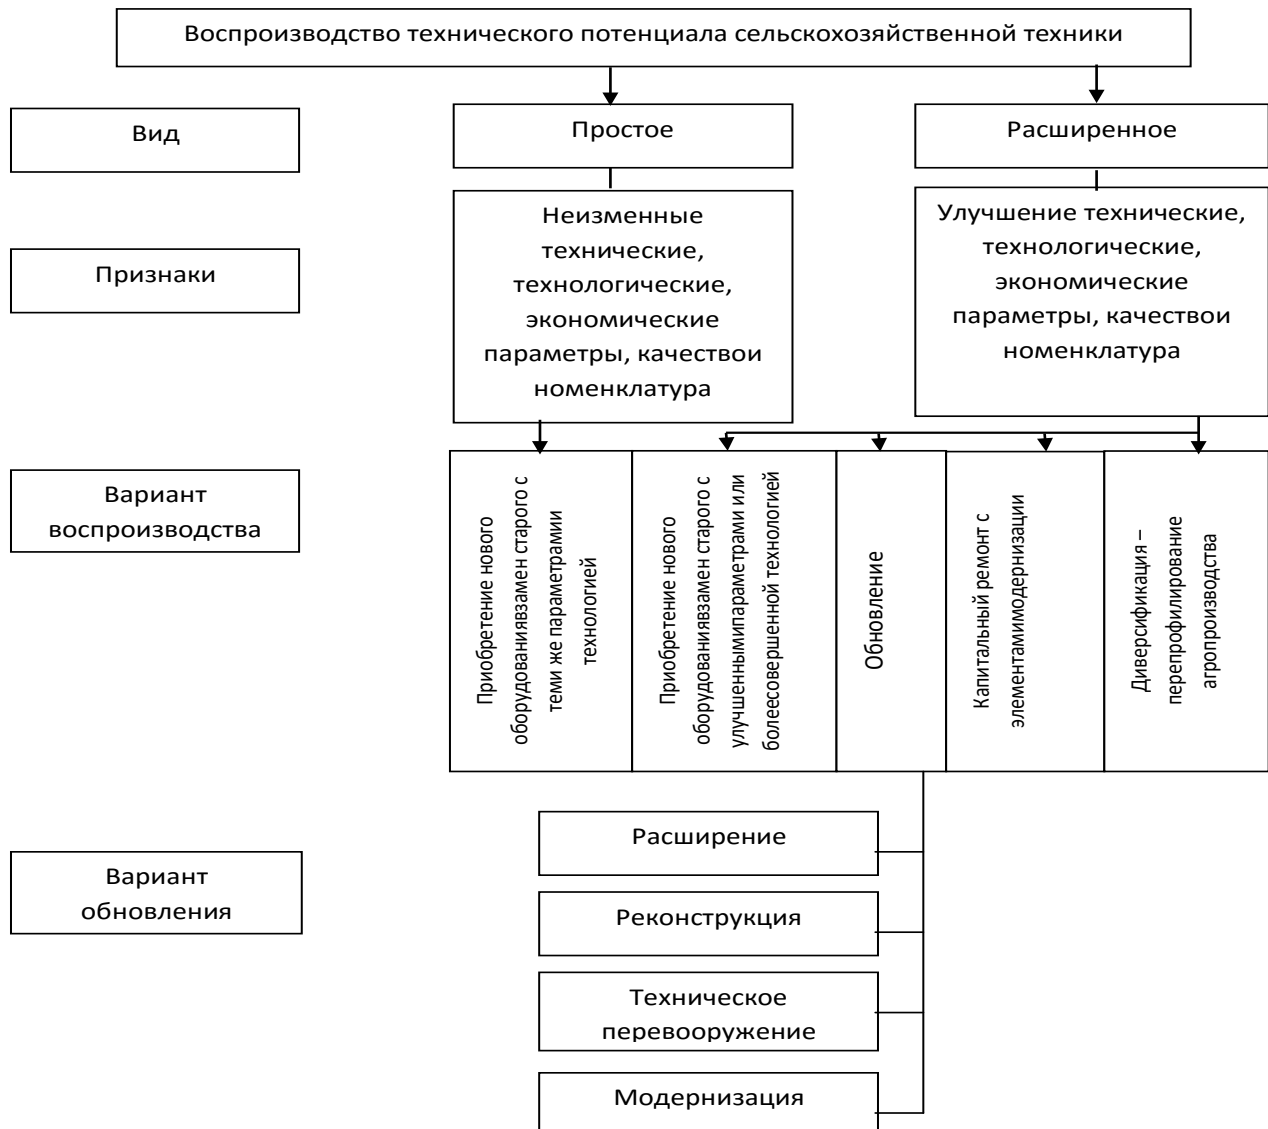 Воспроизводство технического потенциала сельскохозяйственной техники
Вид
Простое
Расширенное
Признаки
Неизменные
технические,
технологические,
экономические
параметры, качествои
номенклатура
Улучшение технические,
технологические,
экономические
параметры, качествои
номенклатура
Вариант
воспроизводства
Приобретение нового
оборудованиявзамен старого с
теми же параметрамии
технологией
Приобретение нового
оборудованиявзамен старого с
улучшеннымипараметрами или
болеесовершенной технологией
Обновление
Капитальный ремонт с
элементамимодернизации
Диверсификация –
перепрофилирование
агропроизводства
Вариант
обновления
Расширение
Реконструкция
Техническое
перевооружение
Модернизация